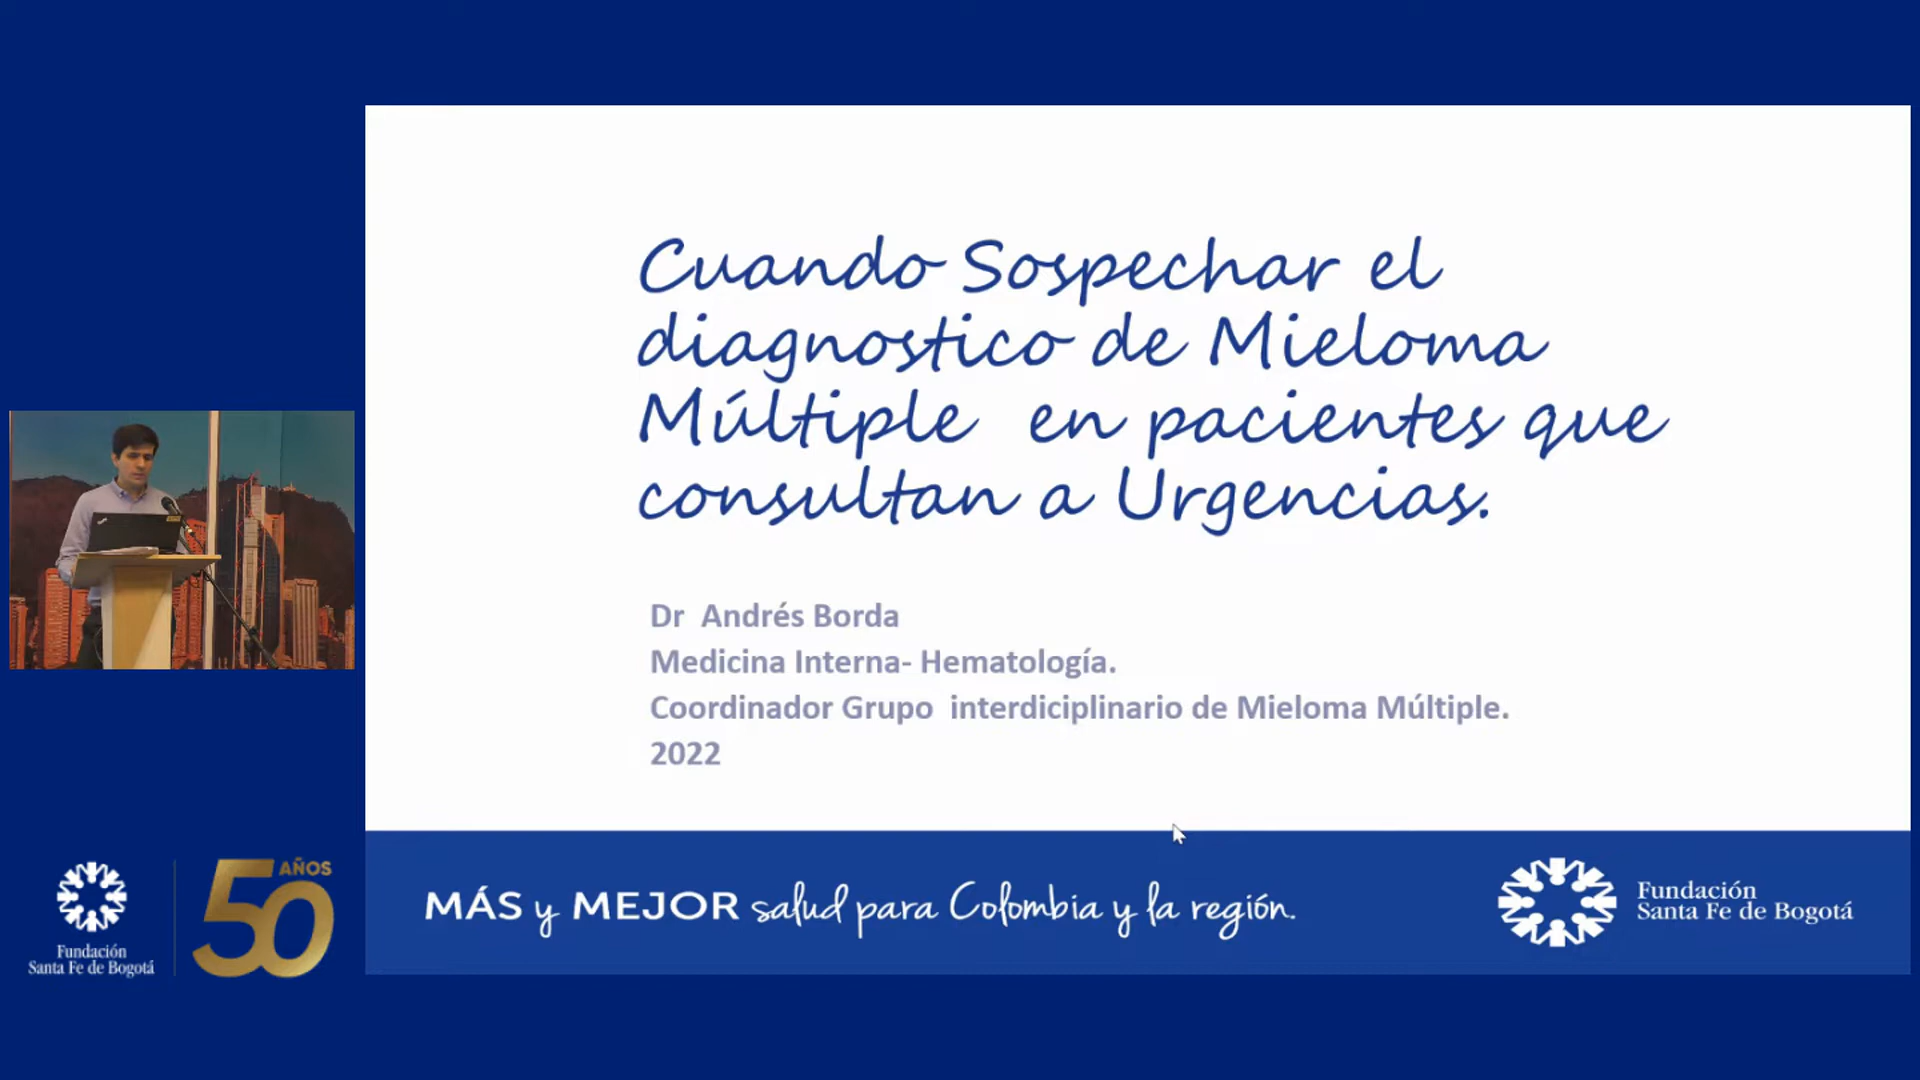 Cuando Sospechar el
diagnostico de Mieloma
Múltiple en pacientes que
consultan a Urgencias.
Dr Andrés Borda
Medicina Interna- Hematología.
Coordinador Grupo interdiciplinario de Mieloma Múltiple.
2022
MÁS y MEJOR salud para Colombia y la región.
Fundación
Santa Fe de Bogotá
Fundación
Santa Fe de Bogotá
50 AÑOS